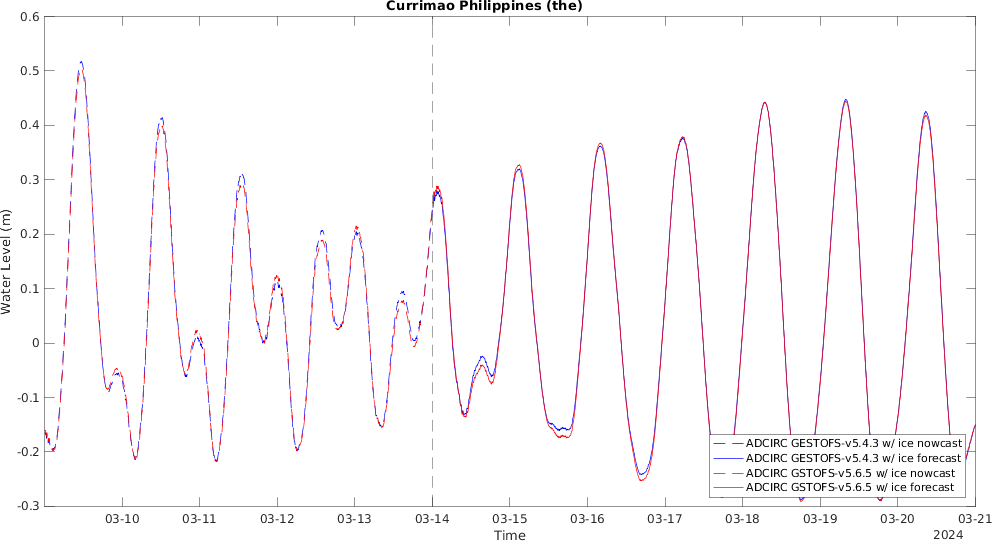 Currimao Philippines (the)
0.6
0.5
0.4
0.3
0.2
0.1
0
-0.1
-0.2
-0.3
Water Level (m)
ADCIRC GESTOFS-v5.4.3 w/ ice nowcast
ADCIRC GESTOFS-v5.4.3 w/ ice forecast
ADCIRC GSTOFS-v5.6.5 w/ ice nowcast
ADCIRC GSTOFS-v5.6.5 w/ ice forecast
03-10 03-11 03-12 03-13 03-14 03-15 03-16 03-17 03-18 03-19 03-20 03-21
Time
2024